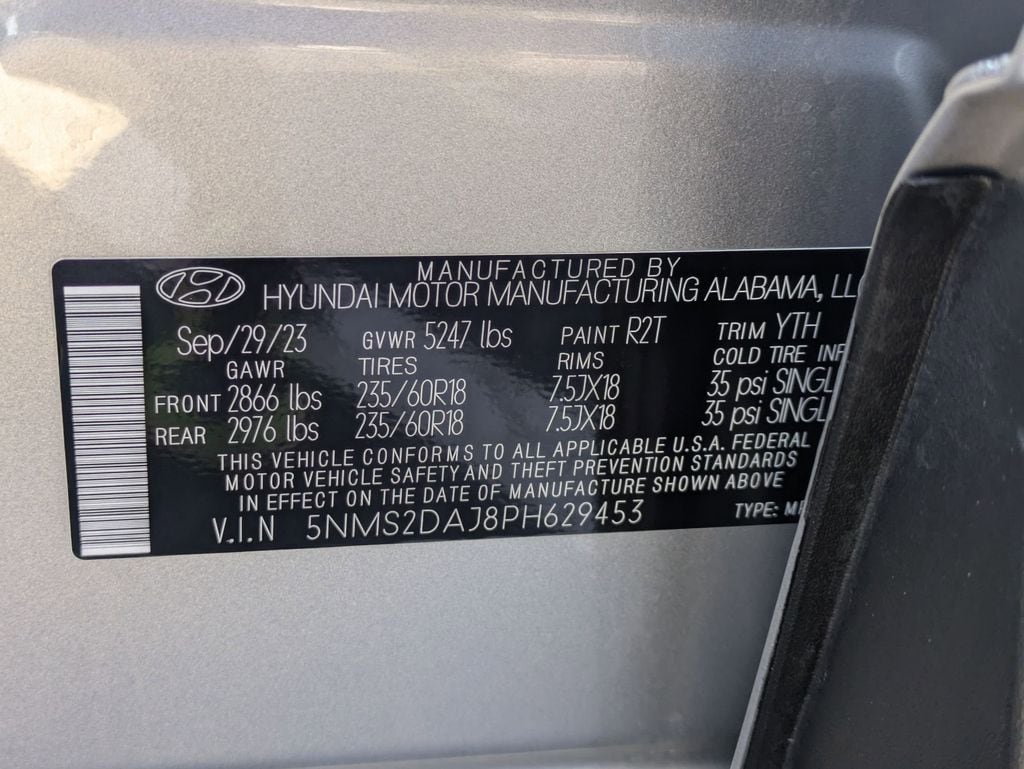 MANUFACTURED BY
HYUNDAI MOTOR MANUFACTURING ALABAMA, LLC
Sep/29/23 GVWR 5247 lbs PAINT R2T TRIM YTH
GAWR TIRES RIMS COLD TIRE INF
FRONT 2866 lbs 235/60R18 7.5JX18 35 psi SINGL
REAR 2976 lbs 235/60R18 7.5JX18 35 psi SINGL
THIS VEHICLE CONFORMS TO ALL APPLICABLE U.S.A. FEDERAL
MOTOR VEHICLE SAFETY AND THEFT PREVENTION STANDARDS
IN EFFECT ON THE DATE OF MANUFACTURE SHOWN ABOVE
V.I.N 5NMS2DAJ8PH629453 TYPE: